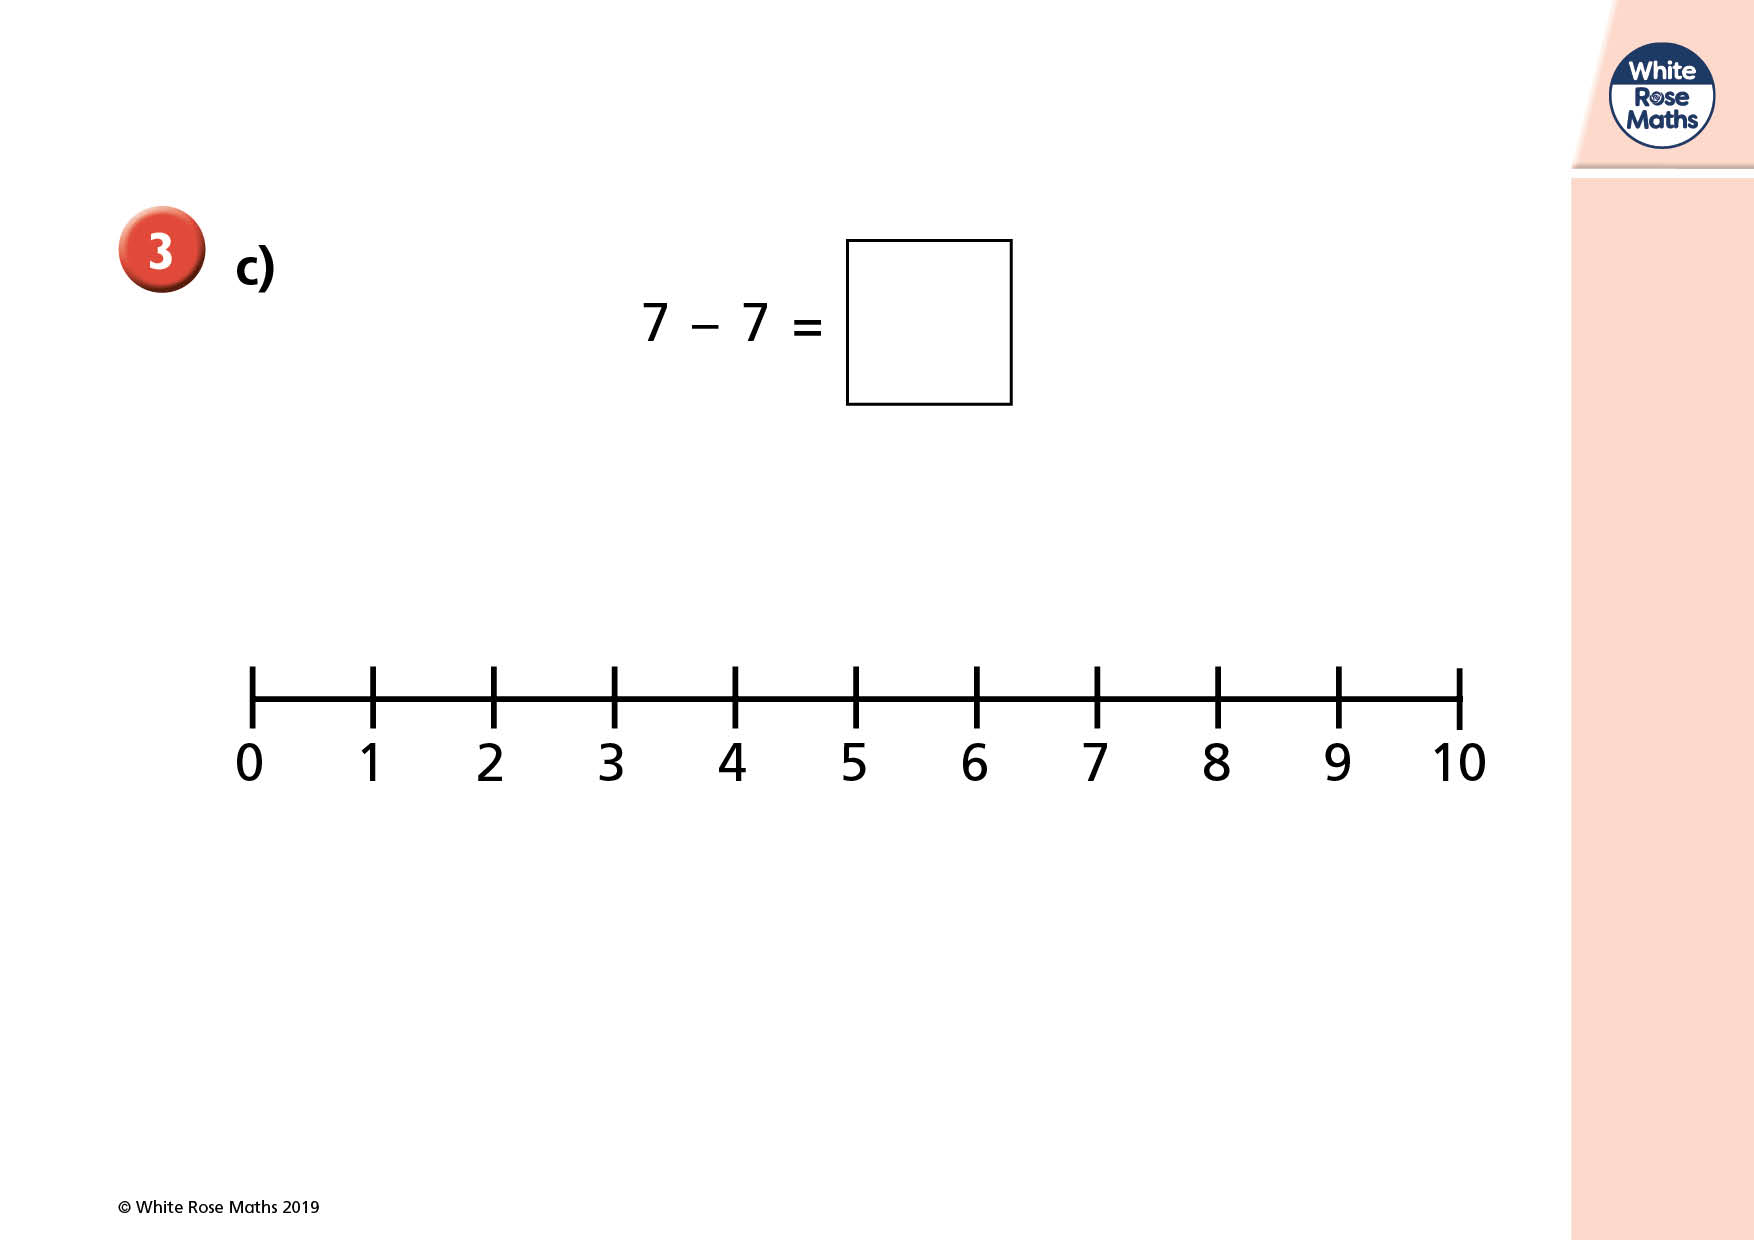 White
Rose
Maths
3 c)
7 – 7 =
0 1 2 3 4 5 6 7 8 9 10
© White Rose Maths 2019